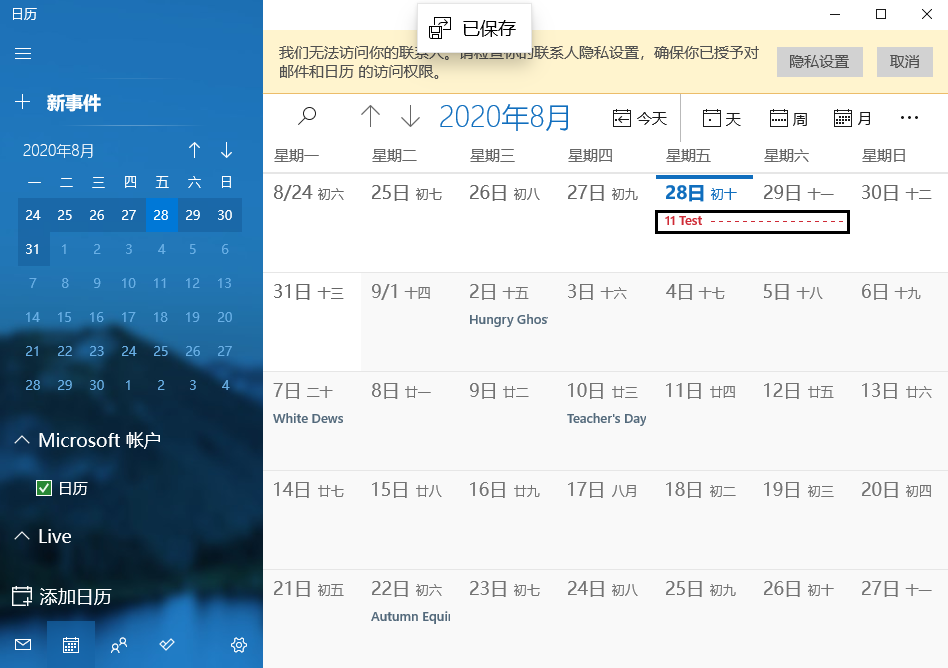 日历
已保存
我们无法访问你的联系人。请检查你的联系人隐私设置，确保你已授予对
邮件和日历 的访问权限。
隐私设置
取消
新事件
2020年8月
一 二 三 四 五 六 日
24 25 26 27 28 29 30
31 1 2 3 4 5 6
7 8 9 10 11 12 13
14 15 16 17 18 19 20
21 22 23 24 25 26 27
28 29 30 1 2 3 4
Microsoft 帐户
日历
Live
添加日历
2020年8月
今天
天
周
月
星期一 星期二 星期三 星期四 星期五 星期六 星期日
8/24 初六 25日 初七 26日 初八 27日 初九 28日 初十 29日 十一 30日 十二
11 Test
31日 十三 9/1 十四 2日 十五 3日 十六 4日 十七 5日 十八 6日 十九
Hungry Ghos
7日 二十 8日 廿一 9日 廿二 10日 廿三 11日 廿四 12日 廿五 13日 廿六
White Dews Teacher's Day
14日 廿七 15日 廿八 16日 廿九 17日 八月 18日 初二 19日 初三 20日 初四
21日 初五 22日 初六 23日 初七 24日 初八 25日 初九 26日 初十 27日 十一
Autumn Equi